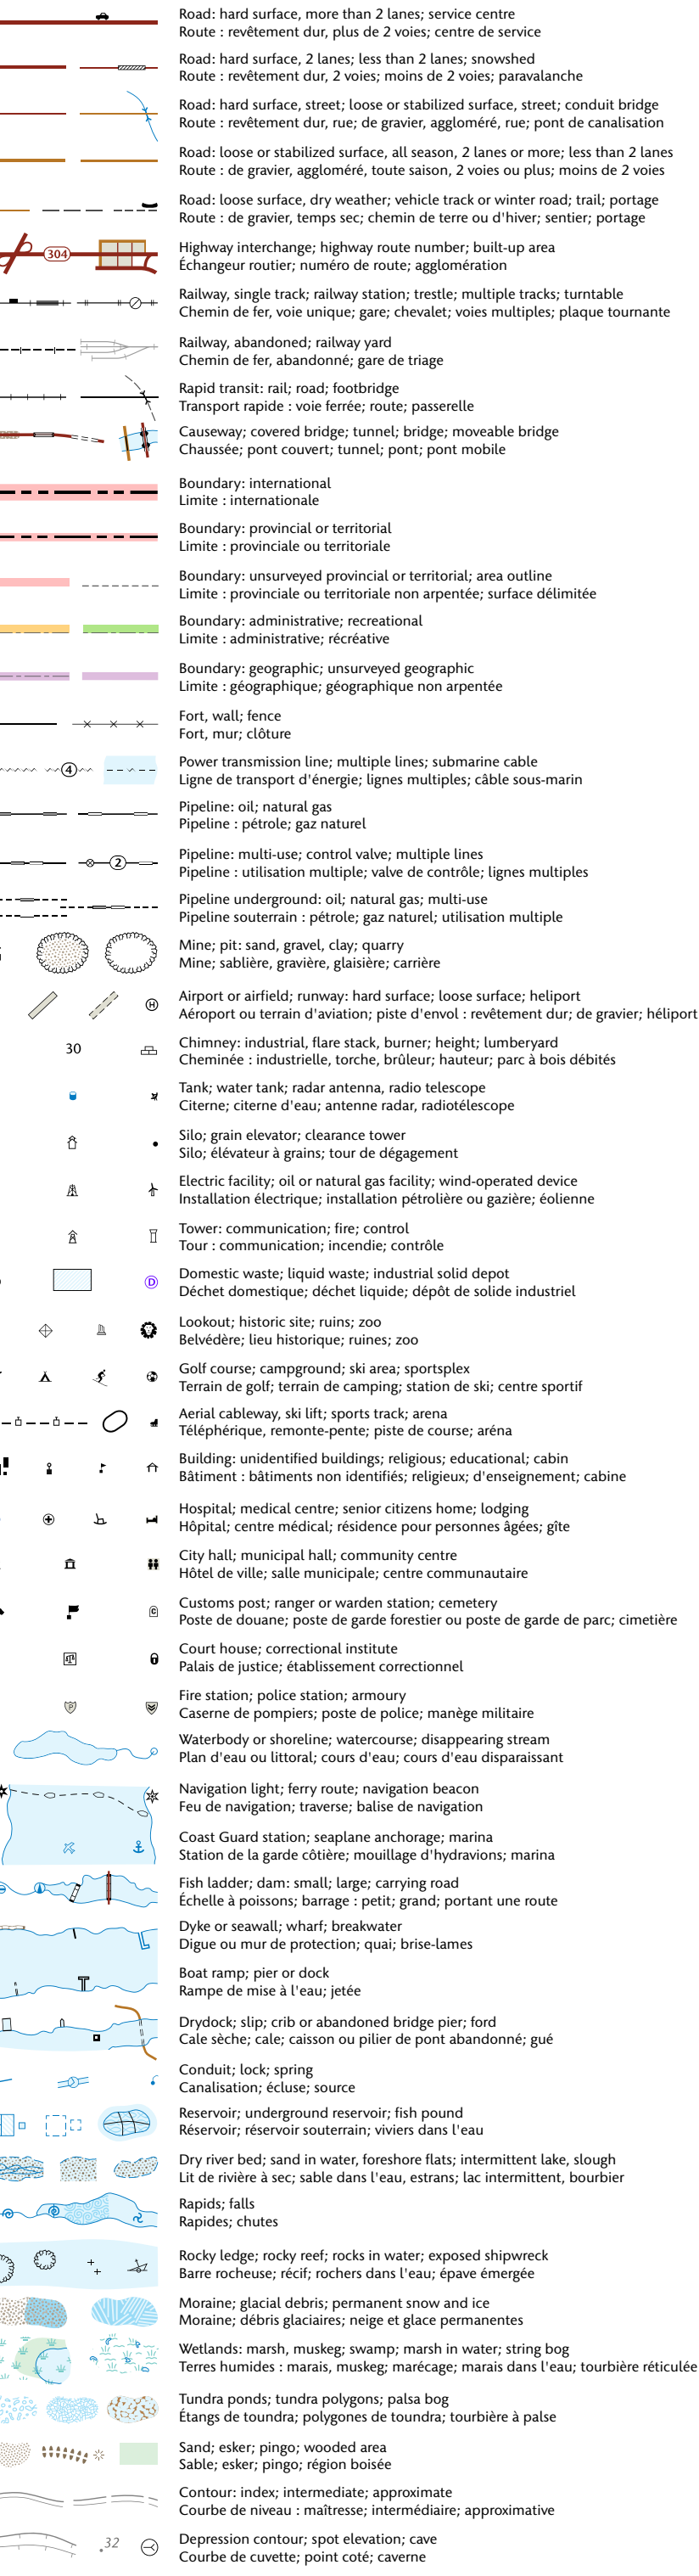 Road: hard surface, more than 2 lanes; service centre
Route : revêtement dur, plus de 2 voies; centre de service
Road: hard surface, 2 lanes; less than 2 lanes; snowshed
Route : revêtement dur, 2 voies; moins de 2 voies; paravalanche
Road: hard surface, street; loose or stabilized surface, street; conduit bridge
Route : revêtement dur, rue; de gravier, aggloméré, rue; pont de canalisation
Road: loose or stabilized surface, all season, 2 lanes or more; less than 2 lanes
Route : de gravier, aggloméré, toute saison, 2 voies ou plus; moins de 2 voies
Road: loose surface, dry weather; vehicle track or winter road; trail; portage
Route : de gravier, temps sec; chemin de terre ou d'hiver; sentier; portage
304
Highway interchange; highway route number; built-up area
Échangeur routier; numéro de route; agglomération
Railway, single track; railway station; trestle; multiple tracks; turntable
Chemin de fer, voie unique; gare; chevalet; voies multiples; plaque tournante
Railway, abandoned; railway yard
Chemin de fer, abandonné; gare de triage
Rapid transit: rail; road; footbridge
Transport rapide : voie ferrée; route; passerelle
Causeway; covered bridge; tunnel; bridge; moveable bridge
Chaussée; pont couvert; tunnel; pont; pont mobile
Boundary: international
Limite : internationale
Boundary: provincial or territorial
Limite : provinciale ou territoriale
Boundary: unsurveyed provincial or territorial; area outline
Limite : provinciale ou territoriale non arpentée; surface délimitée
Boundary: administrative; recreational
Limite : administrative; récréative
Boundary: geographic; unsurveyed geographic
Limite : géographique; géographique non arpentée
Fort, wall; fence
Fort, mur; clôture
4
Power transmission line; multiple lines; submarine cable
Ligne de transport d'énergie; lignes multiples; câble sous-marin
Pipeline: oil; natural gas
Pipeline : pétrole; gaz naturel
2
Pipeline: multi-use; control valve; multiple lines
Pipeline : utilisation multiple; valve de contrôle; lignes multiples
Pipeline underground: oil; natural gas; multi-use
Pipeline souterrain : pétrole; gaz naturel; utilisation multiple
Mine; pit: sand, gravel, clay; quarry
Mine; sablière, gravière, glaisière; carrière
H
Airport or airfield; runway: hard surface; loose surface; heliport
Aéroport ou terrain d'aviation; piste d'envol : revêtement dur; de gravier; héliport
30
Chimney: industrial, flare stack, burner; height; lumberyard
Cheminée : industrielle, torche, brûleur; hauteur; parc à bois débités
Tank; water tank; radar antenna, radio telescope
Citerne; citerne d'eau; antenne radar, radiotélescope
Silo; grain elevator; clearance tower
Silo; élévateur à grains; tour de dégagement
Electric facility; oil or natural gas facility; wind-operated device
Installation électrique; installation pétrolière ou gazière; éolienne
Tower: communication; fire; control
Tour : communication; incendie; contrôle
D
Domestic waste; liquid waste; industrial solid depot
Déchet domestique; déchet liquide; dépôt de solide industriel
Lookout; historic site; ruins; zoo
Belvédère; lieu historique; ruines; zoo
Golf course; campground; ski area; sportsplex
Terrain de golf; terrain de camping; station de ski; centre sportif
Aerial cableway, ski lift; sports track; arena
Téléphérique, remonte-pente; piste de course; aréna
Building: unidentified buildings; religious; educational; cabin
Bâtiment : bâtiments non identifiés; religieux; d'enseignement; cabine
Hospital; medical centre; senior citizens home; lodging
Hôpital; centre médical; résidence pour personnes âgées; gîte
City hall; municipal hall; community centre
Hôtel de ville; salle municipale; centre communautaire
C
Customs post; ranger or warden station; cemetery
Poste de douane; poste de garde forestier ou poste de garde de parc; cimetière
Court house; correctional institute
Palais de justice; établissement correctionnel
Fire station; police station; armoury
Caserne de pompiers; poste de police; manège militaire
Waterbody or shoreline; watercourse; disappearing stream
Plan d'eau ou littoral; cours d'eau; cours d'eau disparaissant
Navigation light; ferry route; navigation beacon
Feu de navigation; traverse; balise de navigation
Coast Guard station; seaplane anchorage; marina
Station de la garde côtière; mouillage d'hydravions; marina
Fish ladder; dam: small; large; carrying road
Échelle à poissons; barrage : petit; grand; portant une route
Dyke or seawall; wharf; breakwater
Digue ou mur de protection; quai; brise-lames
Boat ramp; pier or dock
Rampe de mise à l'eau; jetée
Drydock; slip; crib or abandoned bridge pier; ford
Cale sèche; cale; caisson ou pilier de pont abandonné; gué
Conduit; lock; spring
Canalisation; écluse; source
Reservoir; underground reservoir; fish pound
Réservoir; réservoir souterrain; viviers dans l'eau
Dry river bed; sand in water, foreshore flats; intermittent lake, slough
Lit de rivière à sec; sable dans l'eau, estrans; lac intermittent, bourbier
Rapids; falls
Rapides; chutes
Rocky ledge; rocky reef; rocks in water; exposed shipwreck
Barre rocheuse; récif; rochers dans l'eau; épave émergée
Moraine; glacial debris; permanent snow and ice
Moraine; débris glaciaires; neige et glace permanentes
Wetlands: marsh, muskeg; swamp; marsh in water; string bog
Terres humides : marais, muskeg; marécage; marais dans l'eau; tourbière réticulée
Tundra ponds; tundra polygons; palsa bog
Étangs de toundra; polygones de toundra; tourbière à palse
Sand; esker; pingo; wooded area
Sable; esker; pingo; région boisée
Contour: index; intermediate; approximate
Courbe de niveau : maîtresse; intermédiaire; approximative
.32
Depression contour; spot elevation; cave
Courbe de cuvette; point coté; caverne